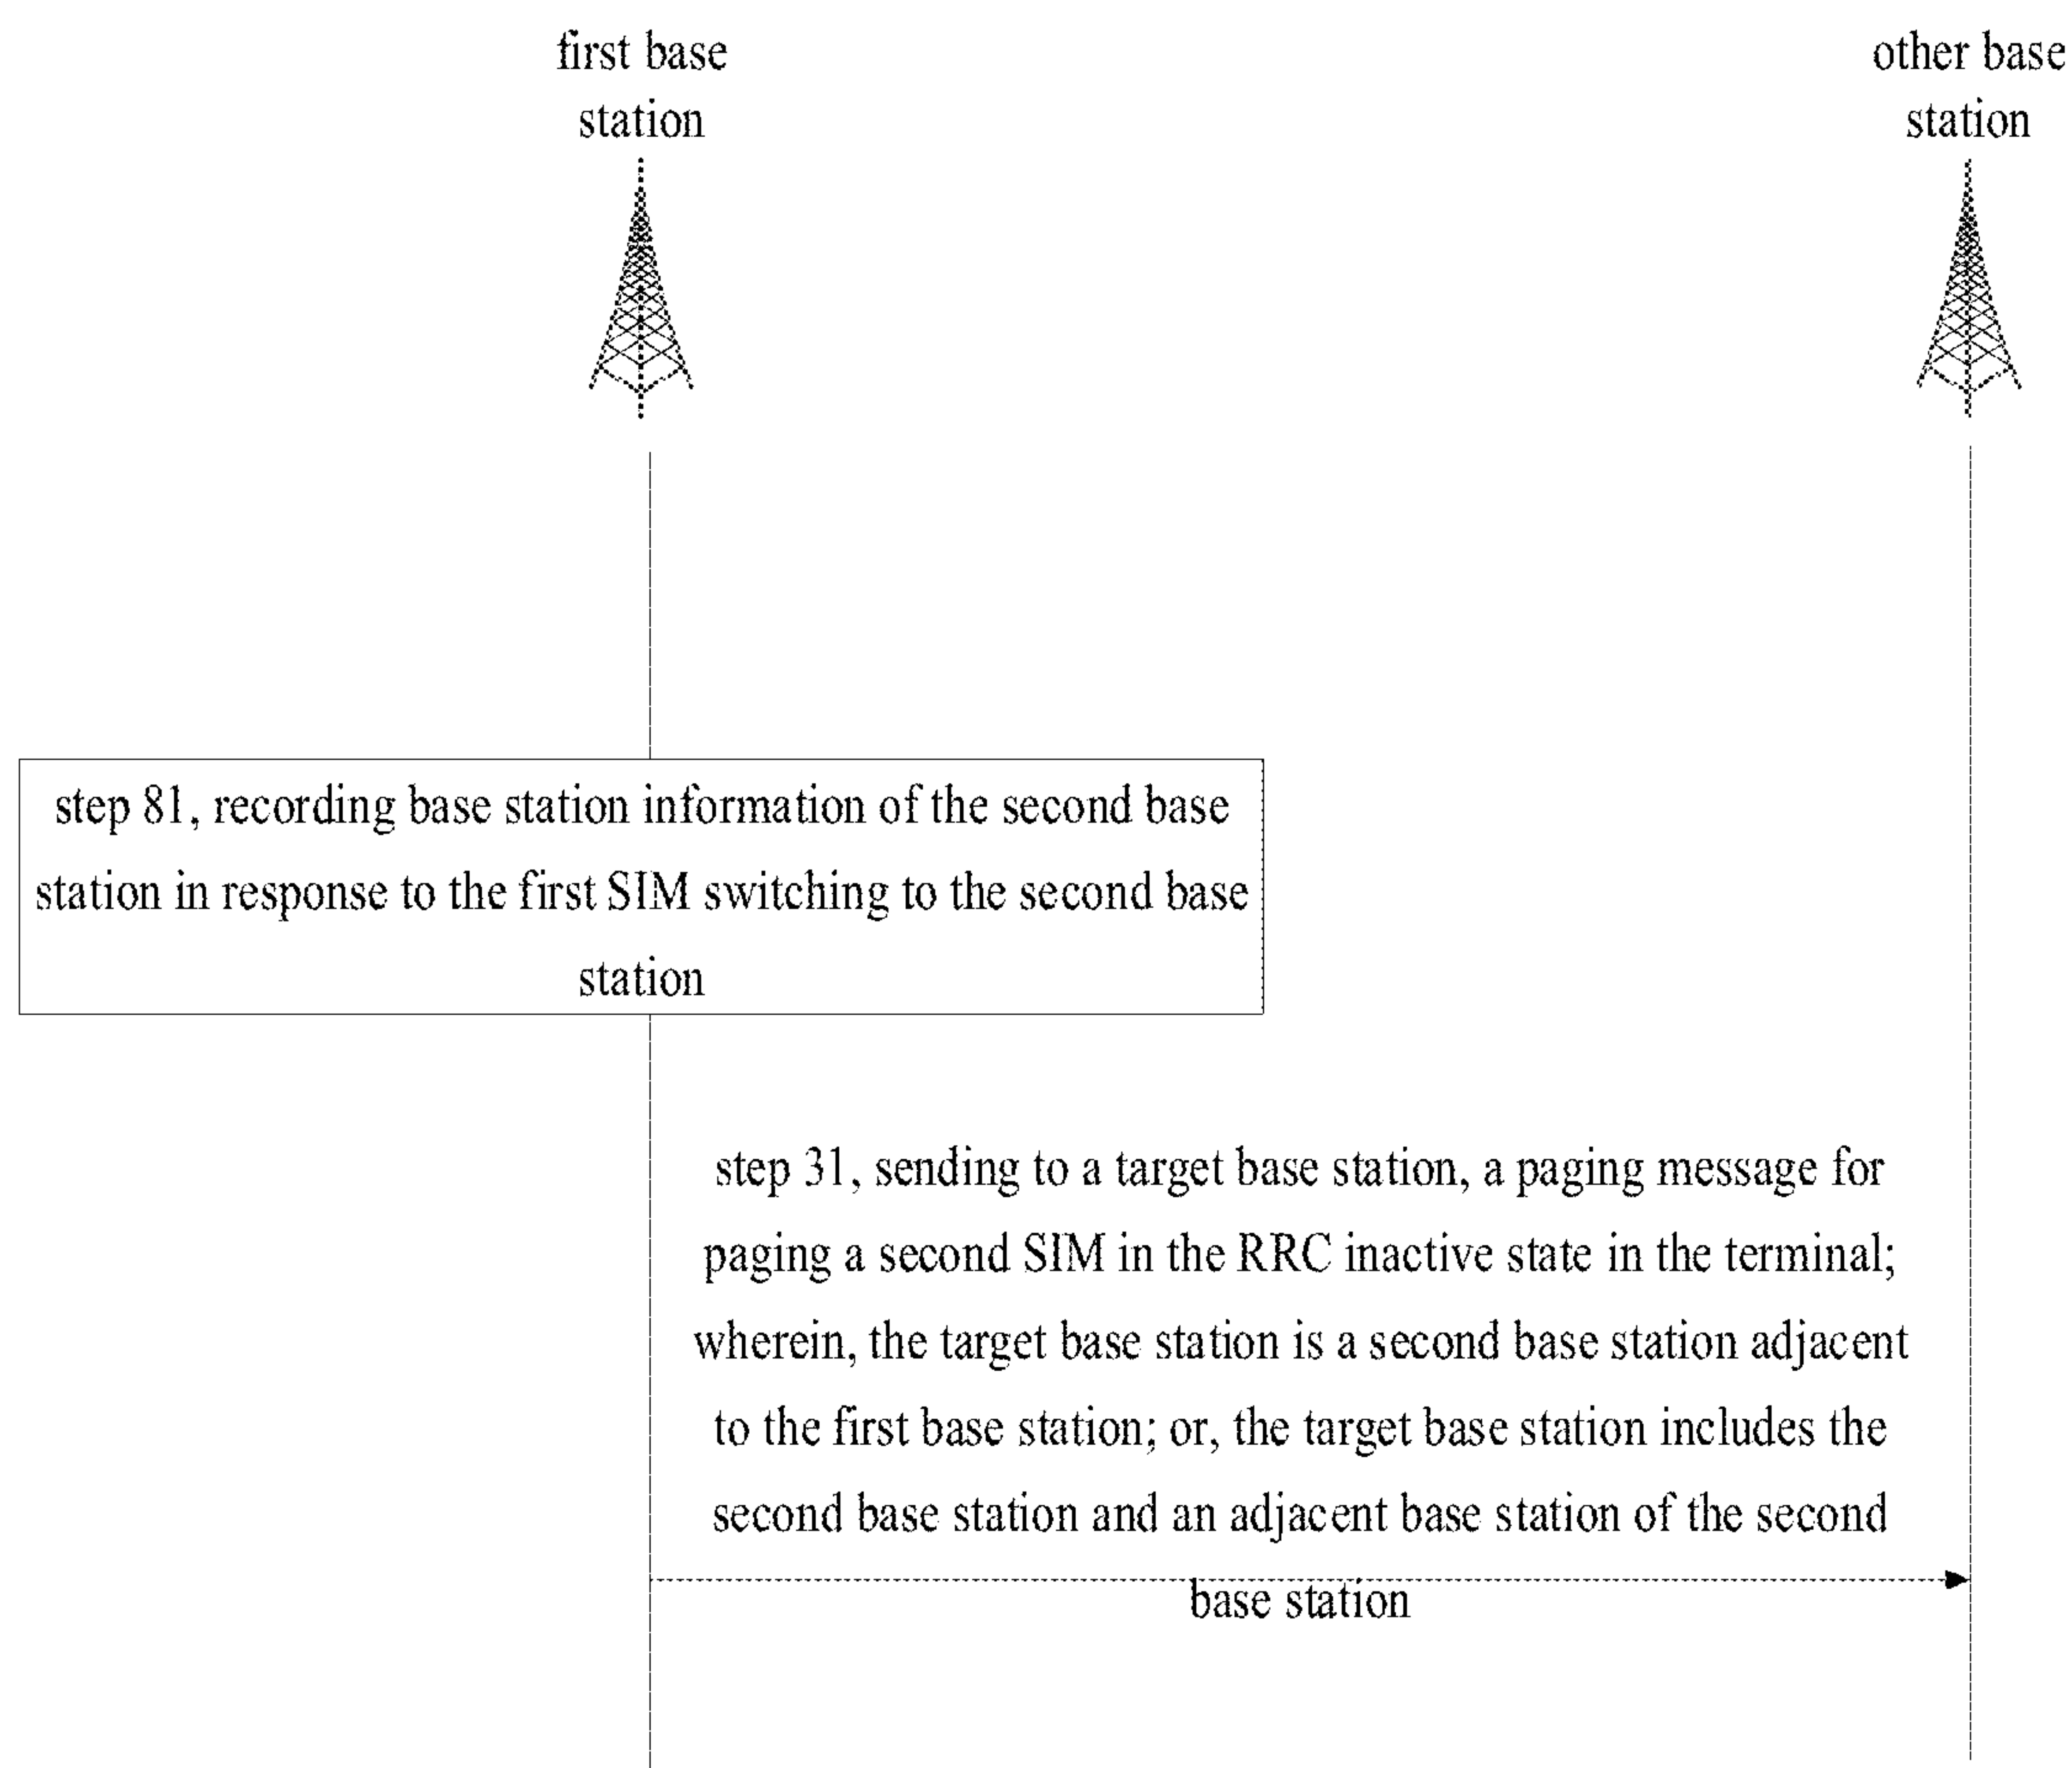 first base
station
other base
station
step 81, recording base station information of the second base
station in response to the first SIM switching to the second base
station
step 31, sending to a target base station, a paging message for
paging a second SIM in the RRC inactive state in the terminal;
wherein, the target base station is a second base station adjacent
to the first base station; or, the target base station includes the
second base station and an adjacent base station of the second
base station